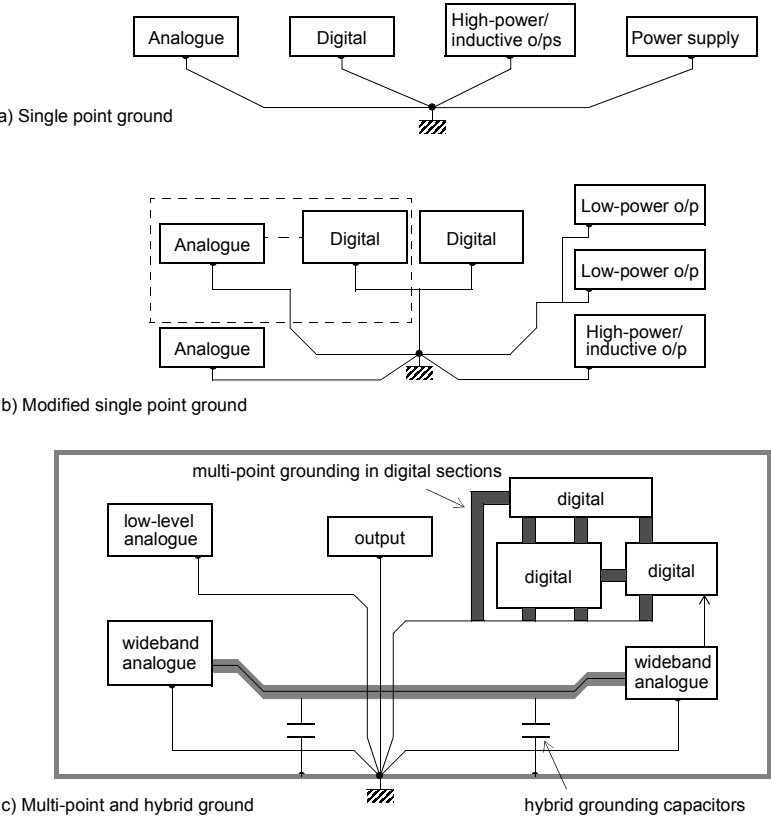 Analogue
Digital
High-power/
inductive o/ps
Power supply
a) Single point ground
Analogue
Digital
Digital
Low-power o/p
Low-power o/p
Analogue
High-power/
inductive o/p
b) Modified single point ground
multi-point grounding in digital sections
low-level
analogue
output
digital
digital
digital
wideband
analogue
wideband
analogue
c) Multi-point and hybrid ground
hybrid grounding capacitors